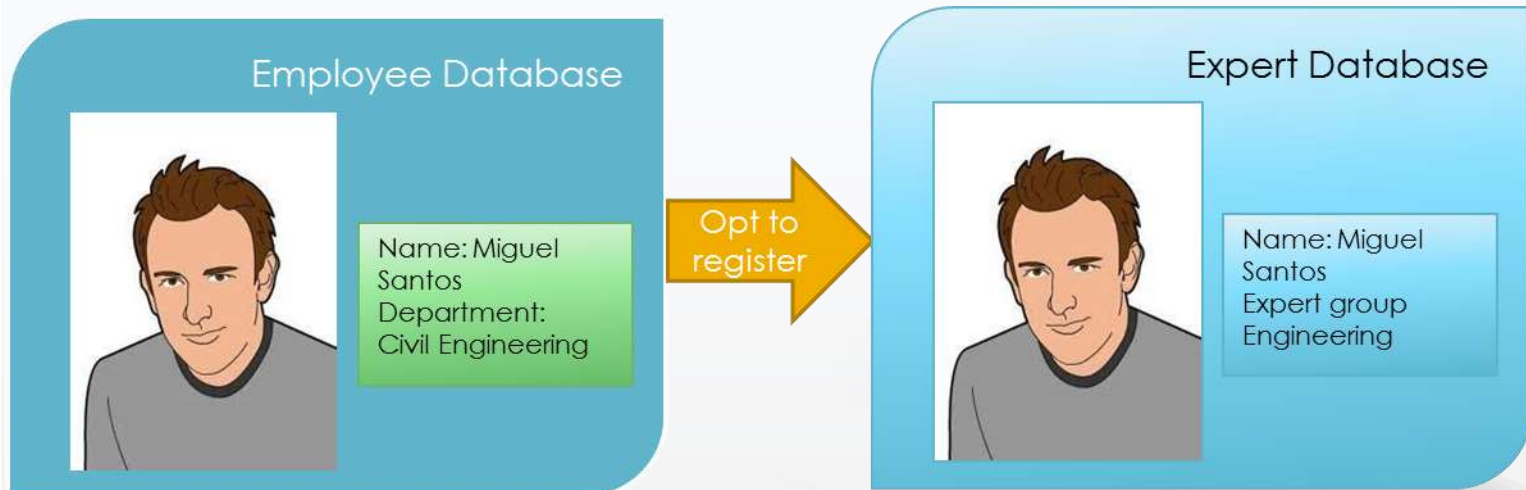 Employee Database
Name: Miguel
Santos
Department:
Civil Engineering
Opt to
register
Expert Database
Name: Miguel
Santos
Expert group
Engineering